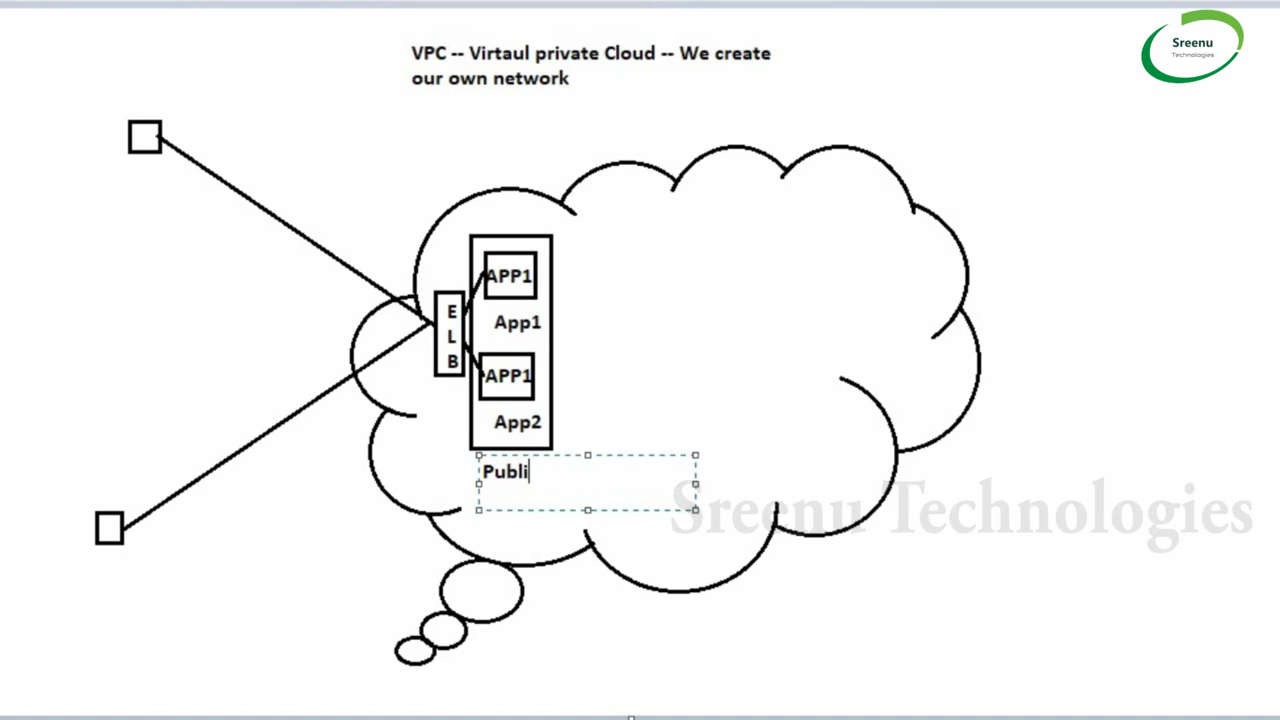 VPC -- Virtaul private Cloud -- We create
our own network
Sreenu
Technologies
E
L
B
APP1
App1
APP1
App2
Publi
Sreenu Technologies